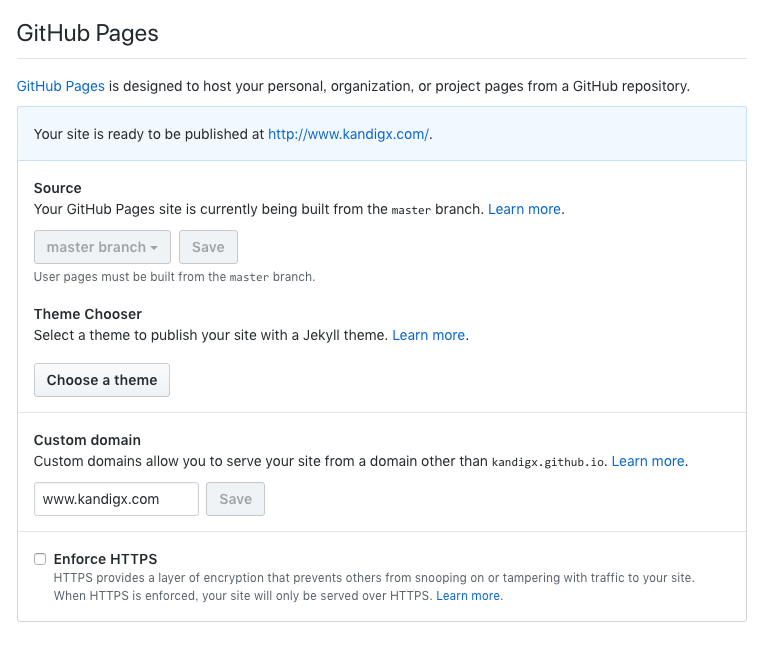 GitHub Pages
GitHub Pages is designed to host your personal, organization, or project pages from a GitHub repository.
Your site is ready to be published at http://www.kandigx.com/.
Source
Your GitHub Pages site is currently being built from the master branch. Learn more.
master branch
Save
User pages must be built from the master branch.
Theme Chooser
Select a theme to publish your site with a Jekyll theme. Learn more.
Choose a theme
Custom domain
Custom domains allow you to serve your site from a domain other than kandigx.github.io. Learn more.
www.kandigx.com
Save
Enforce HTTPS
HTTPS provides a layer of encryption that prevents others from snooping on or tampering with traffic to your site.
When HTTPS is enforced, your site will only be served over HTTPS. Learn more.